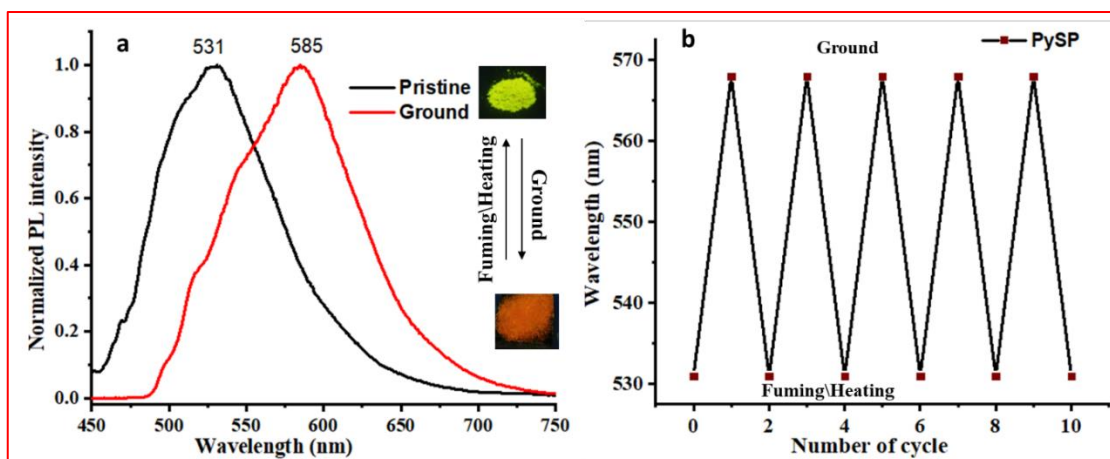 a
531
585
Pristine
Ground
Fuming\Heating
Ground
Normalized PL intensity
1.0
0.8
0.6
0.4
0.2
0.0
450 500 550 600 650 700 750
Wavelength (nm)
b
Ground
PySP
Wavelength (nm)
570
560
550
540
530
Fuming\Heating
0 2 4 6 8 10
Number of cycle